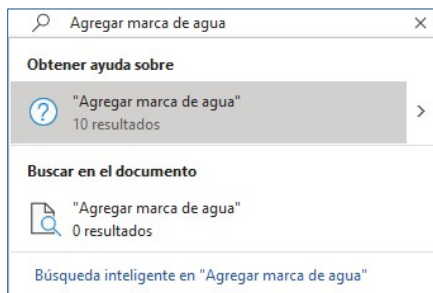 Agregar marca de agua
Obtener ayuda sobre
"Agregar marca de agua"
10 resultados
Buscar en el documento
"Agregar marca de agua"
0 resultados
Búsqueda inteligente en "Agregar marca de agua"